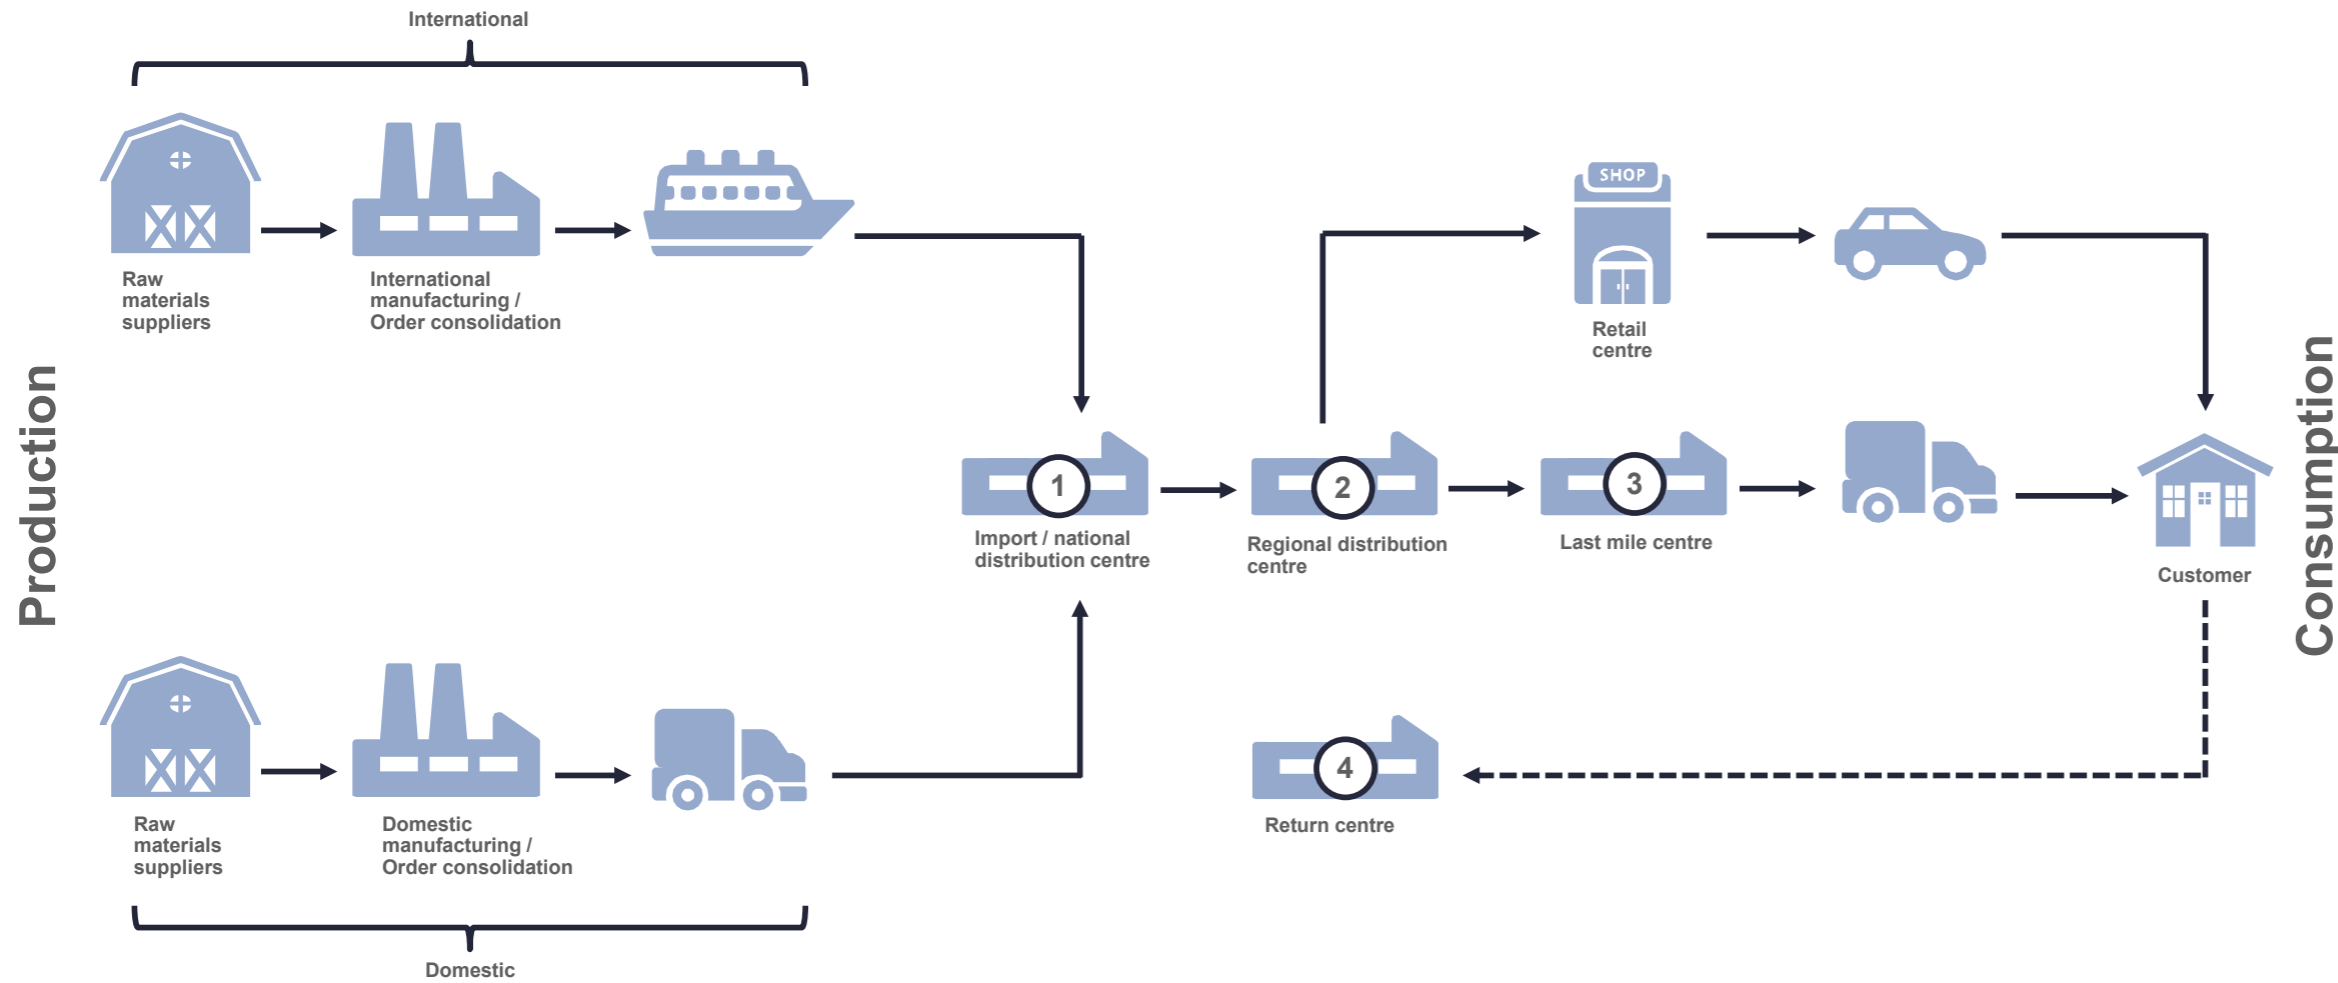 International
Raw
materials
suppliers
International
manufacturing /
Order consolidation
SHOP
Retail
centre
Production
Consumption
1
Import / national
distribution centre
2
Regional distribution
centre
3
Last mile centre
Customer
Raw
materials
suppliers
Domestic
manufacturing /
Order consolidation
4
Return centre
Domestic